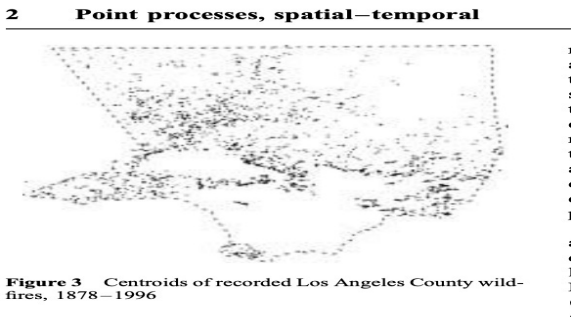 2 Point processes, spatial–temporal
Figure 3 Centroids of recorded Los Angeles County wild-
fires, 1878–1996